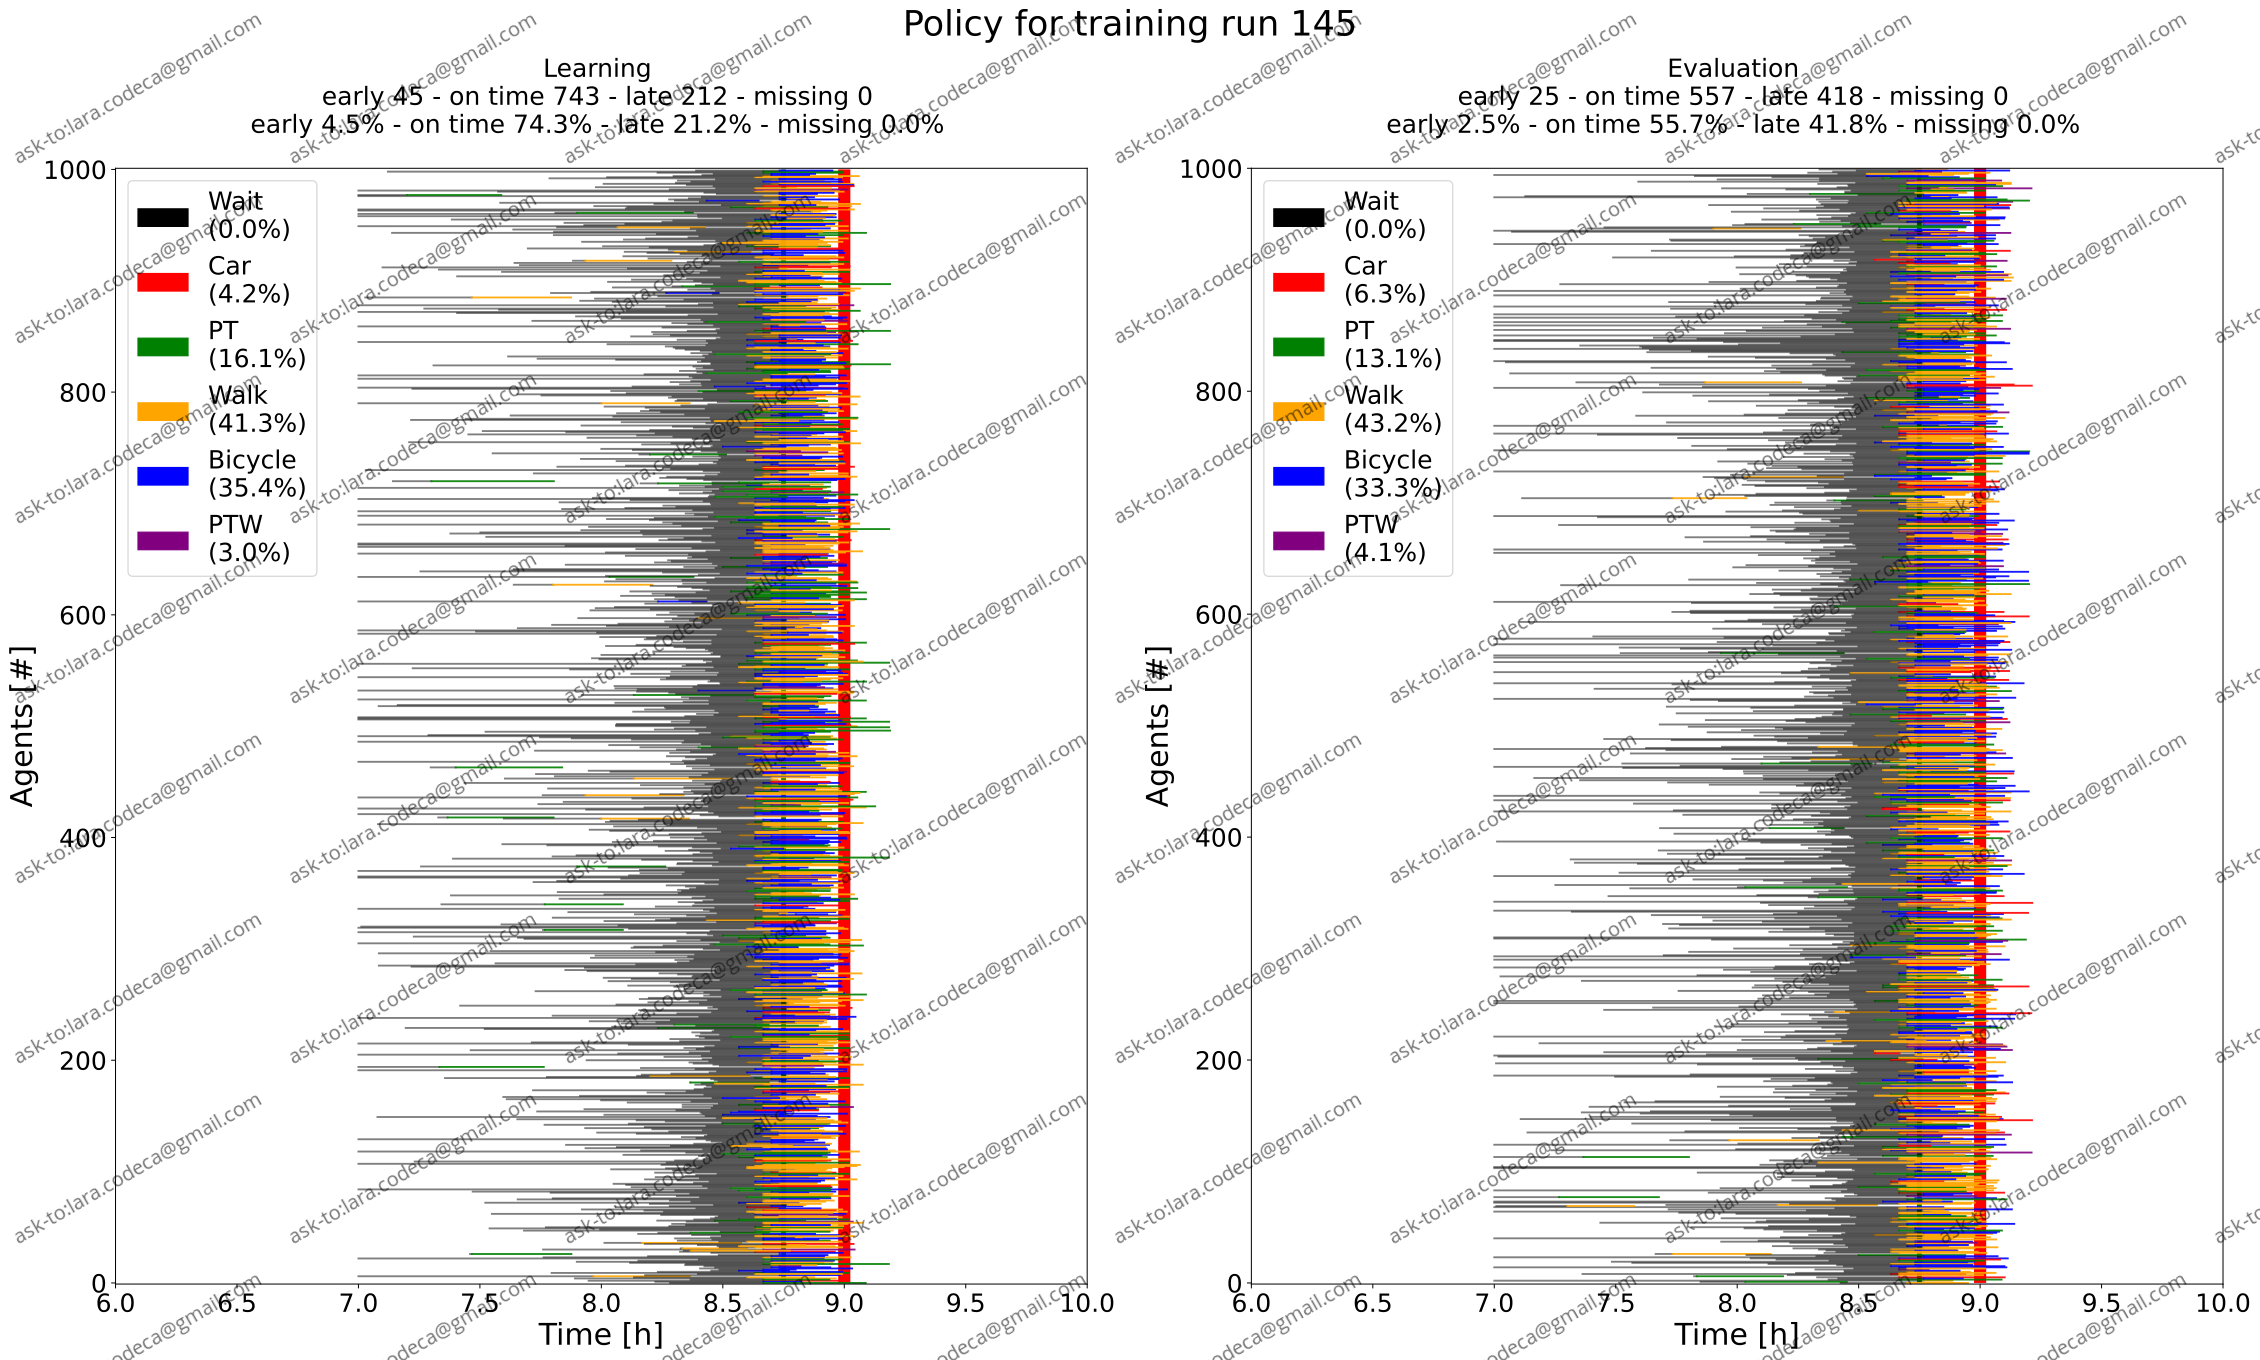 Policy for training run 145
Learning
early 45 - on time 743 - late 212 - missing 0
early 4.5% - on time 74.3% - late 21.2% - missing 0.0%
Evaluation
early 25 - on time 557 - late 418 - missing 0
early 2.5% - on time 55.7% - late 41.8% - missing 0.0%
Agents [#]
1000
800
600
400
200
0
Wait
(0.0%)
Car
(4.2%)
PT
(16.1%)
Walk
(41.3%)
Bicycle
(35.4%)
PTW
(3.0%)
6.0 6.5 7.0 7.5 8.0 8.5 9.0 9.5 10.0
Time [h]
Agents [#]
1000
800
600
400
200
0
Wait
(0.0%)
Car
(6.3%)
PT
(13.1%)
Walk
(43.2%)
Bicycle
(33.3%)
PTW
(4.1%)
6.0 6.5 7.0 7.5 8.0 8.5 9.0 9.5 10.0
Time [h]
ask-to:lara.codeca@gmail.com